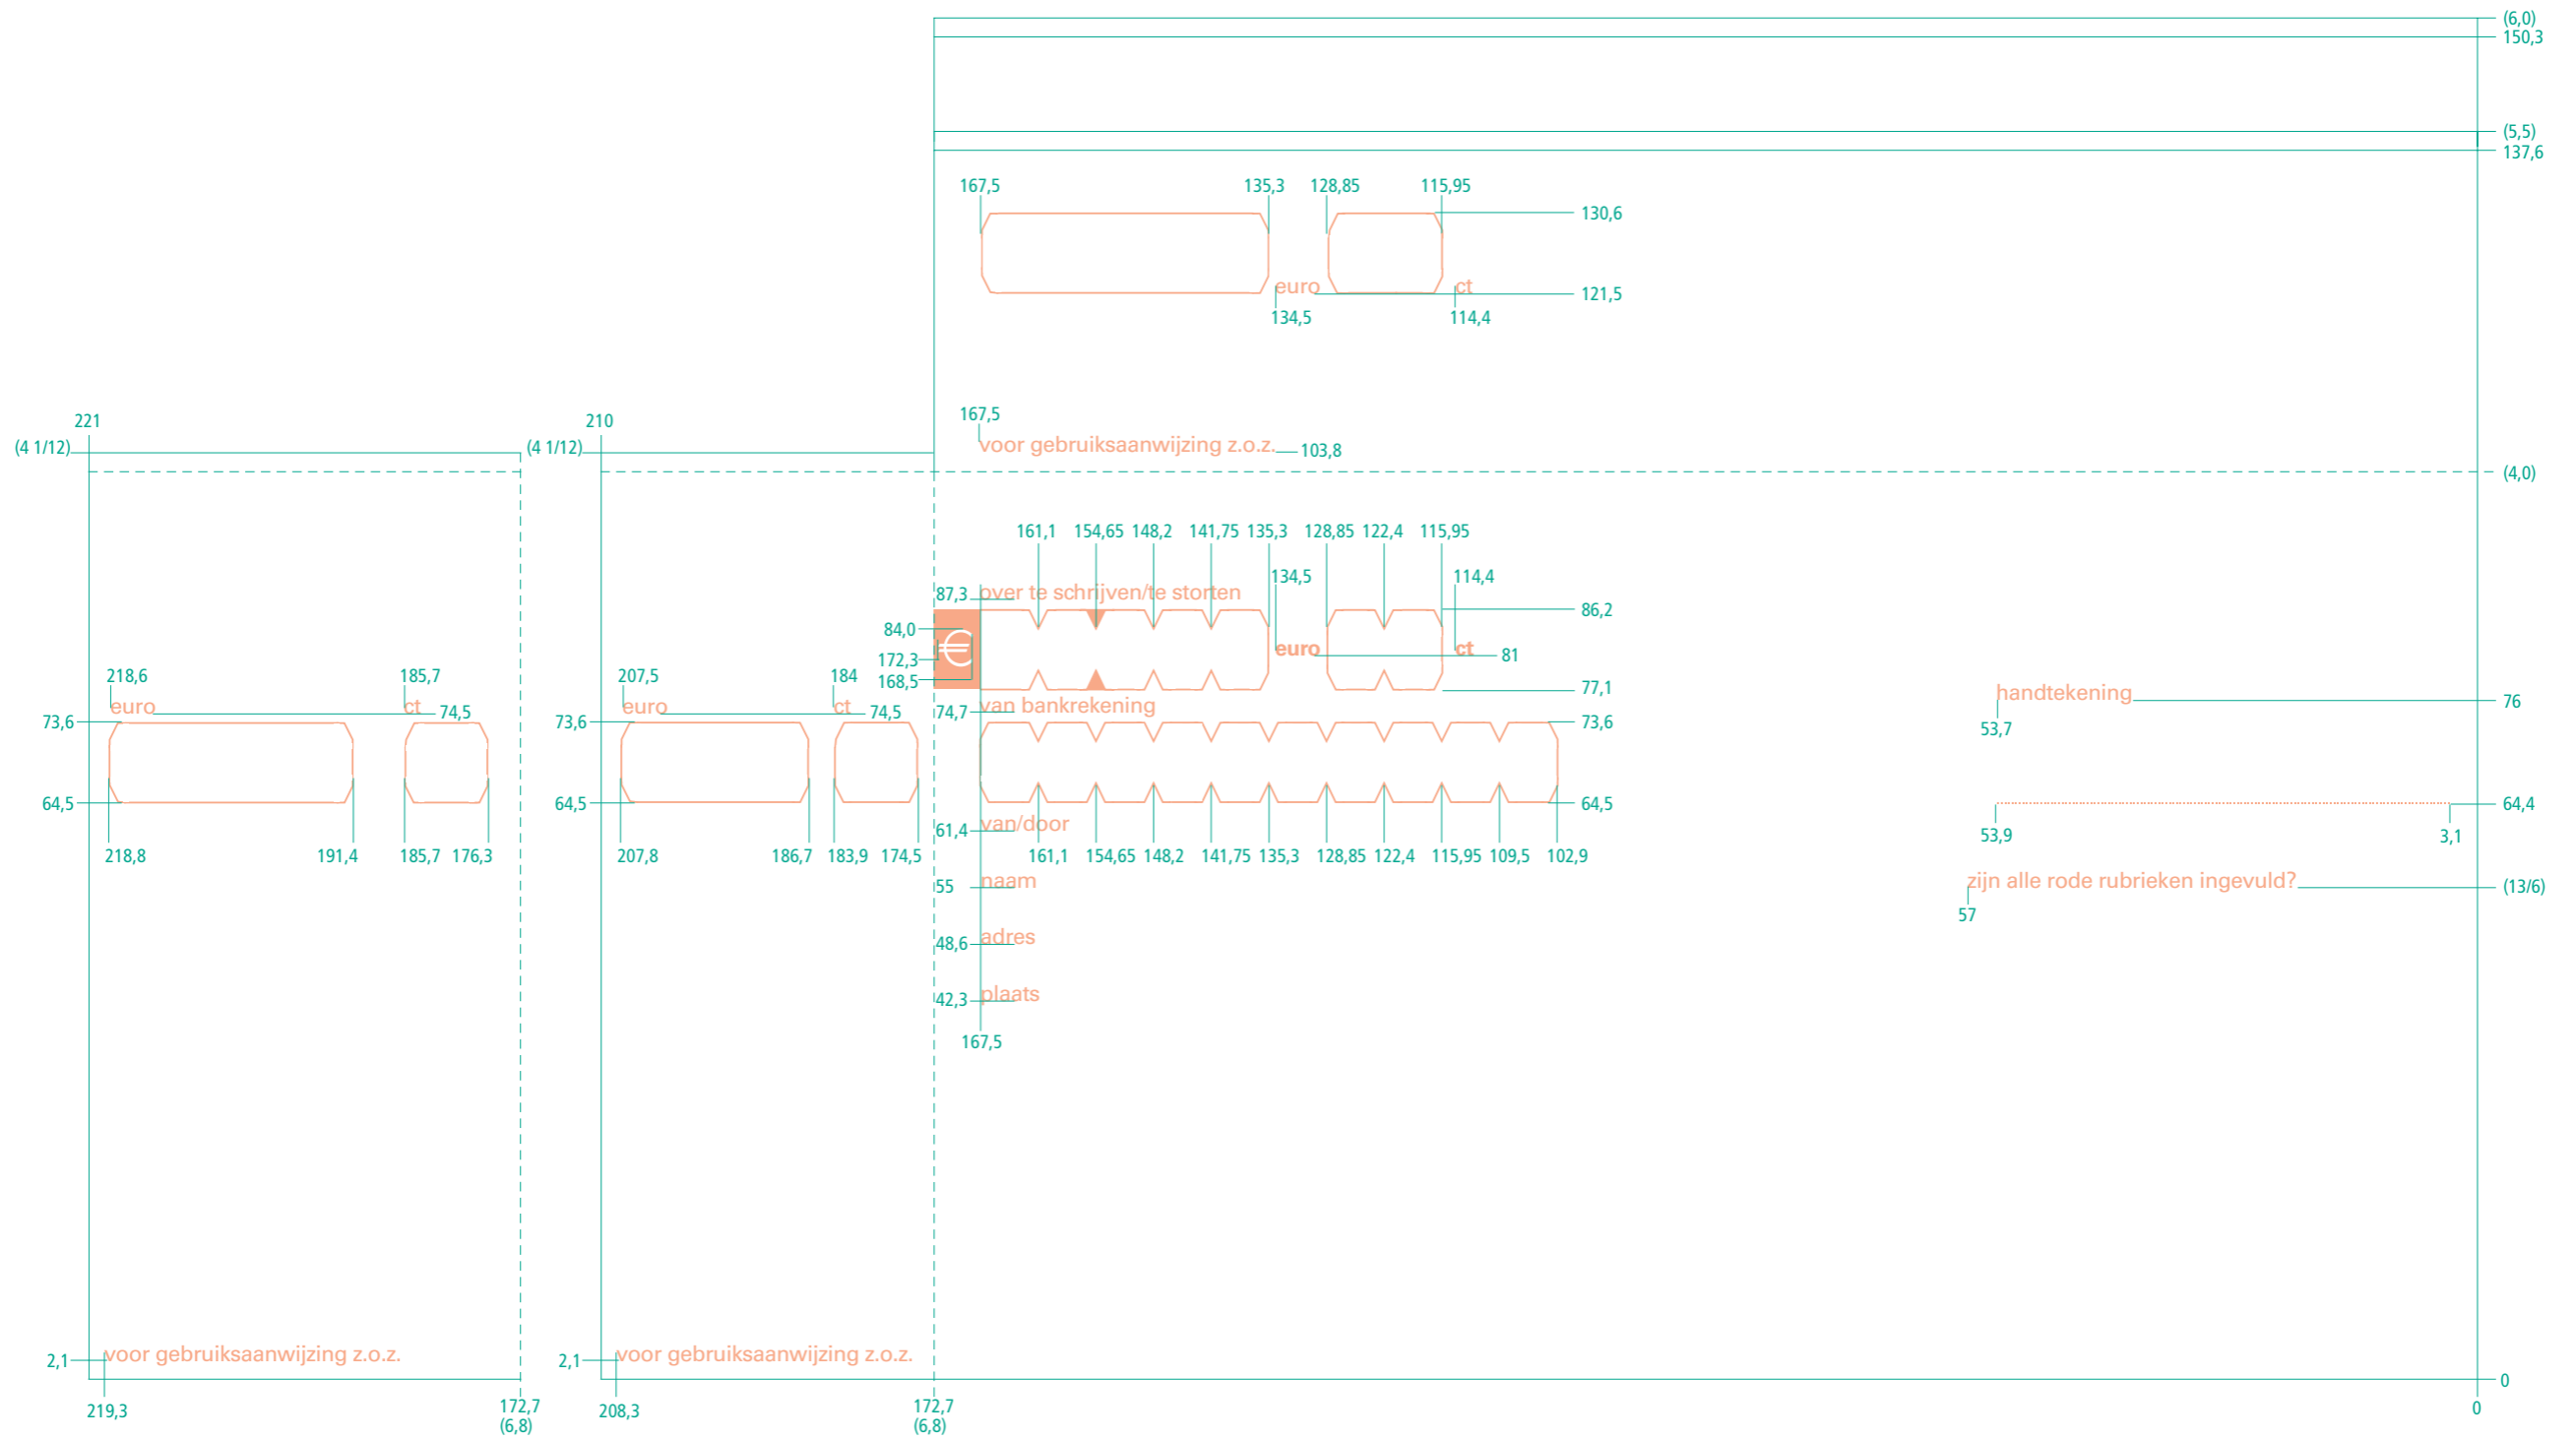 (6,0)
150,3
(5,5)
137,6
167,5 135,3 128,85 115,95
130,6
euro ct
121,5
134,5 114,4
221 210 167,5
(4 1/12) (4 1/12) voor gebruiksaanwijzing z.o.z. 103,8
(4,0)
161,1 154,65 148,2 141,75 135,3 128,85 122,4 115,95
134,5 114,4
87,3 over te schrijven/te storten
86,2
84,0
€ euro ct
81
172,3
168,5
77,1
218,6 185,7 207,5 184
handtekening 76
euro ct 74,5 euro ct 74,5 74,7 van bankrekening
73,6 73,6 73,6
53,7
64,5 64,5 64,5 64,4
61,4 van/door
53,9 3,1
218,8 191,4 185,7 176,3 207,8 186,7 183,9 174,5 161,1 154,65 148,2 141,75 135,3 128,85 122,4 115,95 109,5 102,9
55 naam
zijn alle rode rubrieken ingevuld? (13/6)
57
48,6 adres
42,3 plaats
167,5
2,1 voor gebruiksaanwijzing z.o.z. 2,1 voor gebruiksaanwijzing z.o.z.
0
219,3 172,7 208,3 172,7 0
(6,8) (6,8)